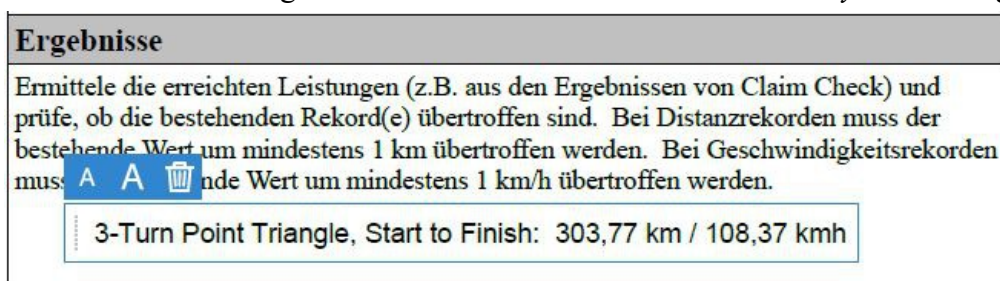 Ergebnisse
Ermittele die erreichten Leistungen (z.B. aus den Ergebnissen von Claim Check) und
prüfe, ob die bestehenden Rekord(e) übertroffen sind. Bei Distanzrekorden muss der
bestehende Wert um mindestens 1 km übertroffen werden. Bei Geschwindigkeitsrekorden
mus A A nde Wert um mindestens 1 km/h übertroffen werden.
3-Turn Point Triangle, Start to Finish: 303,77 km / 108,37 kmh